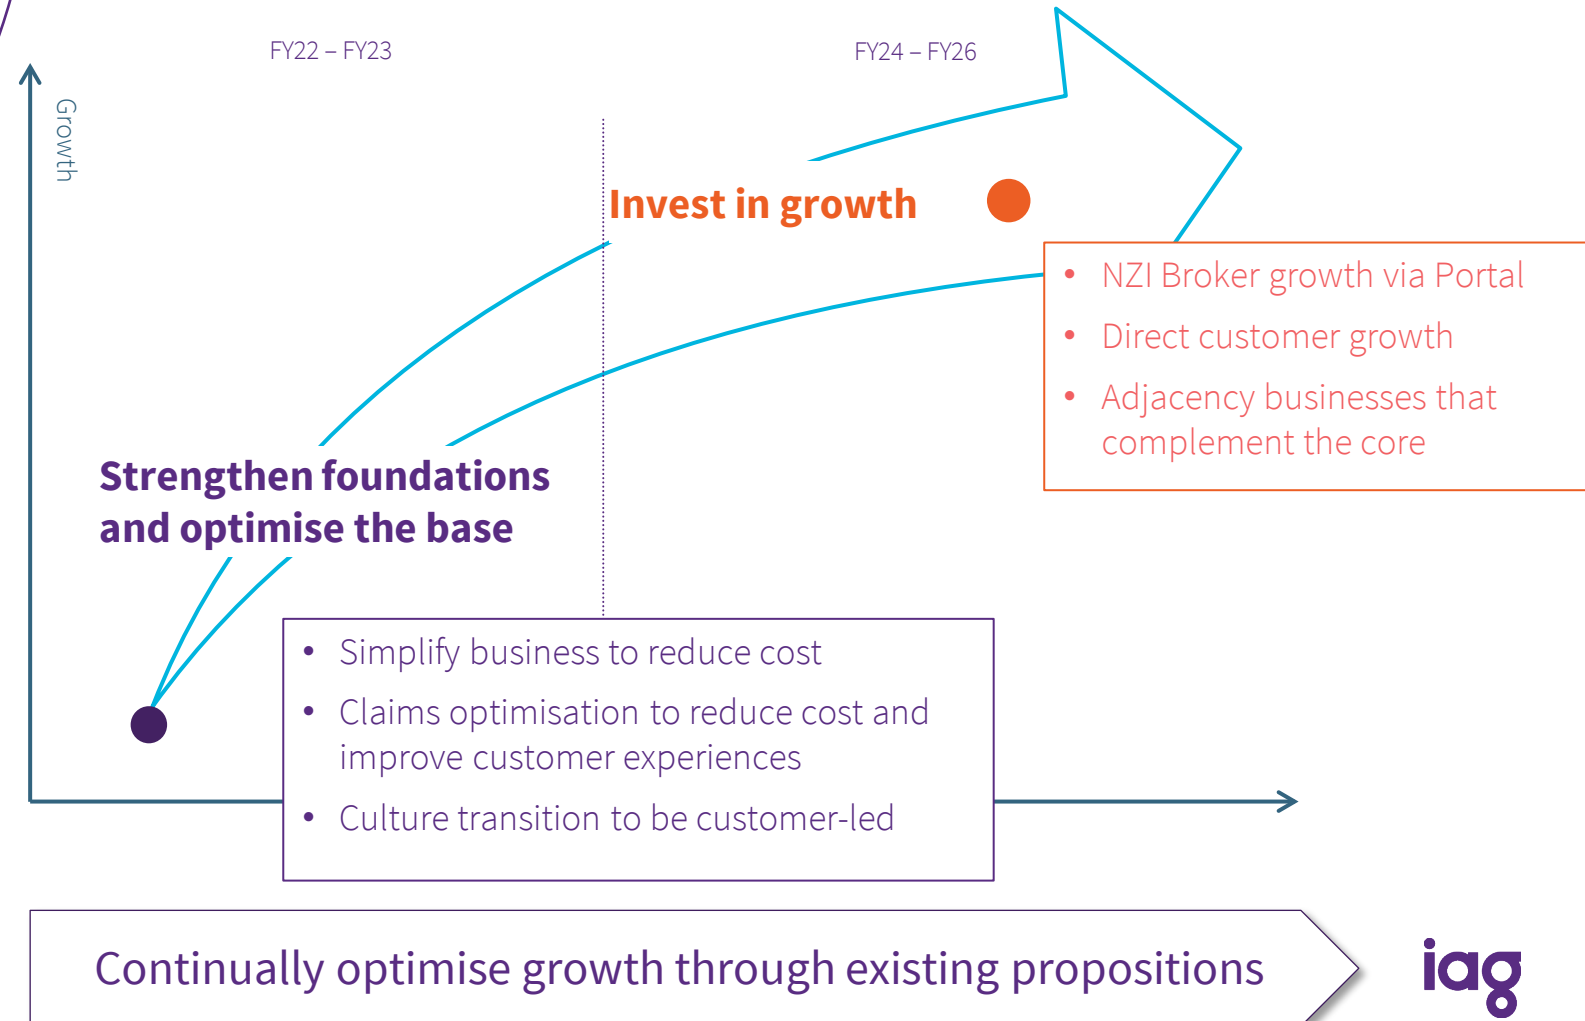 FY22 – FY23
FY24 – FY26
Growth
Invest in growth
• NZI Broker growth via Portal
• Direct customer growth
• Adjacency businesses that
complement the core
Strengthen foundations
and optimise the base
• Simplify business to reduce cost
• Claims optimisation to reduce cost and
improve customer experiences
• Culture transition to be customer-led
Continually optimise growth through existing propositions
iag